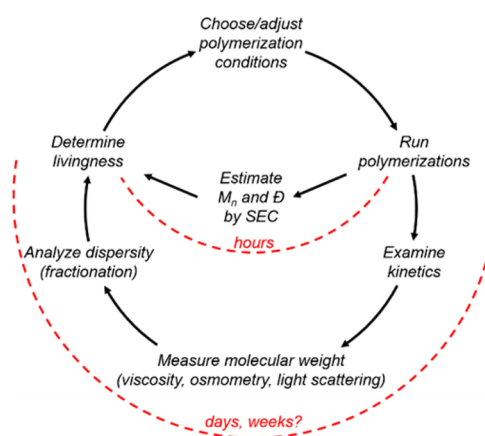 Choose/adjust
polymerization
conditions
Determine
livingness
Run
polymerizations
Estimate
Mn and Đ
by SEC
hours
Analyze dispersity
(fractionation)
Examine
kinetics
Measure molecular weight
(viscosity, osmometry, light scattering)
days, weeks?